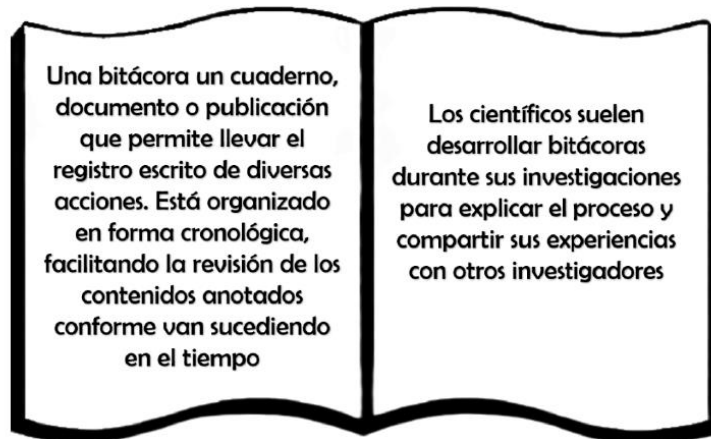 Una bitácora un cuaderno,
documento o publicación
que permite llevar el
registro escrito de diversas
acciones. Está organizado
en forma cronológica,
facilitando la revisión de los
contenidos anotados
conforme van sucediendo
en el tiempo
Los científicos suelen
desarrollar bitácoras
durante sus investigaciones
para explicar el proceso y
compartir sus experiencias
con otros investigadores